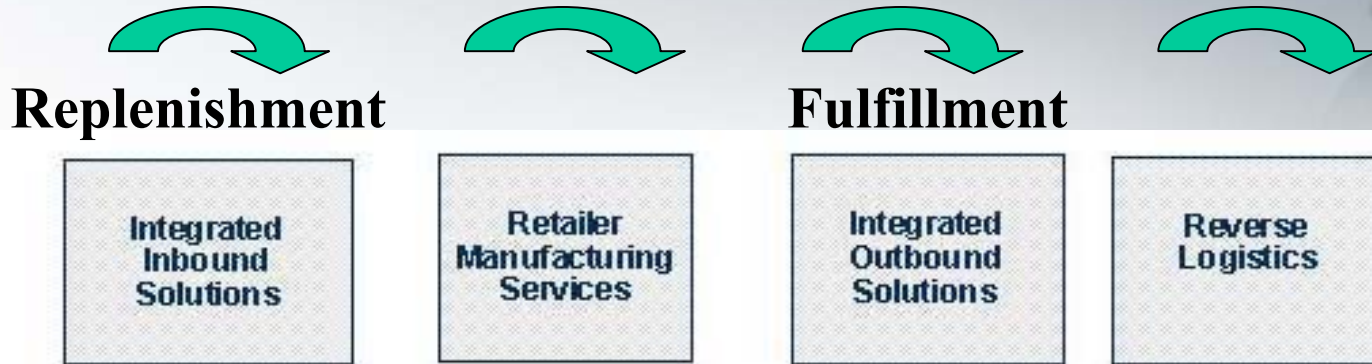 Replenishment
Fulfillment
Integrated
Inbound
Solutions
Retailer
Manufacturing
Services
Integrated
Outbound
Solutions
Reverse
Logistics